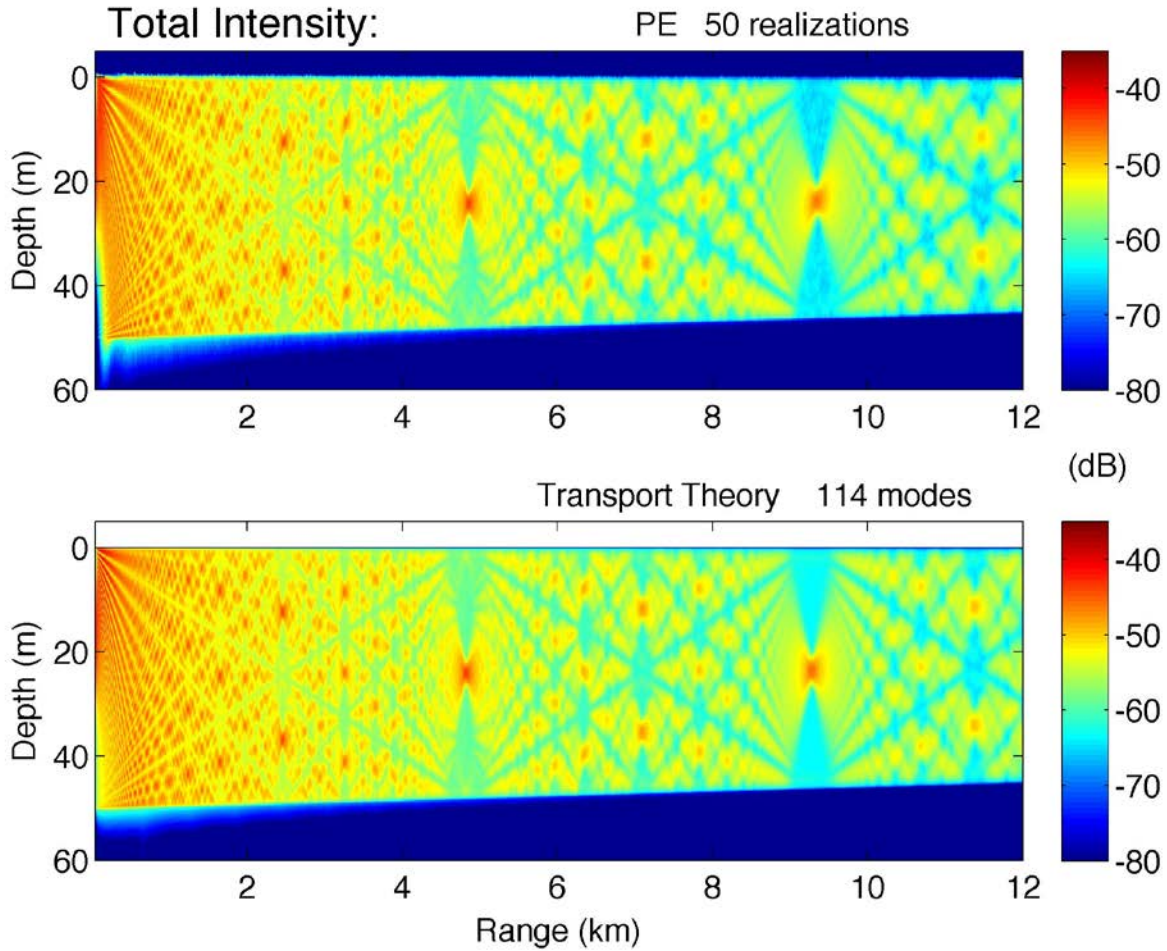 Total Intensity: PE 50 realizations
0
20
40
60
Depth (m)
2 4 6 8 10 12
-40
-50
-60
-70
-80
(dB)
Transport Theory 114 modes
0
20
40
60
Depth (m)
2 4 6 8 10 12
Range (km)
-40
-50
-60
-70
-80